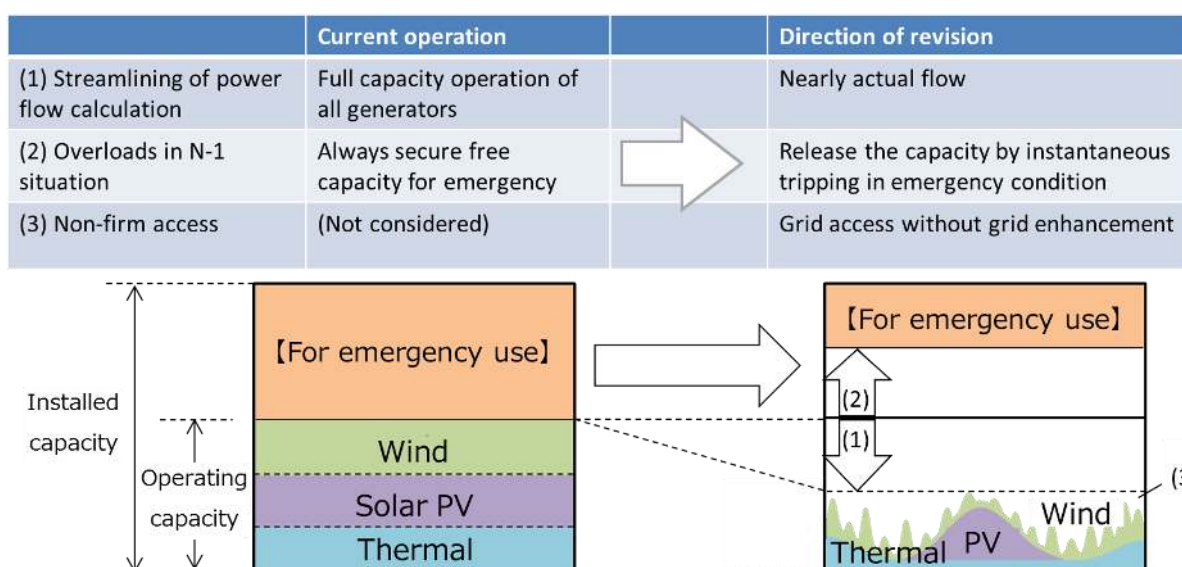 Current operation
Direction of revision
(1) Streamlining of power
flow calculation
Full capacity operation of
all generators
Nearly actual flow
(2) Overloads in N-1
situation
Always secure free
capacity for emergency
Release the capacity by instantaneous
tripping in emergency condition
(3) Non-firm access
(Not considered)
Grid access without grid enhancement
Installed
capacity
Operating
capacity
【For emergency use】
Wind
Solar PV
Thermal
【For emergency use】
(2)
(1)
(3
Wind
PV
Thermal